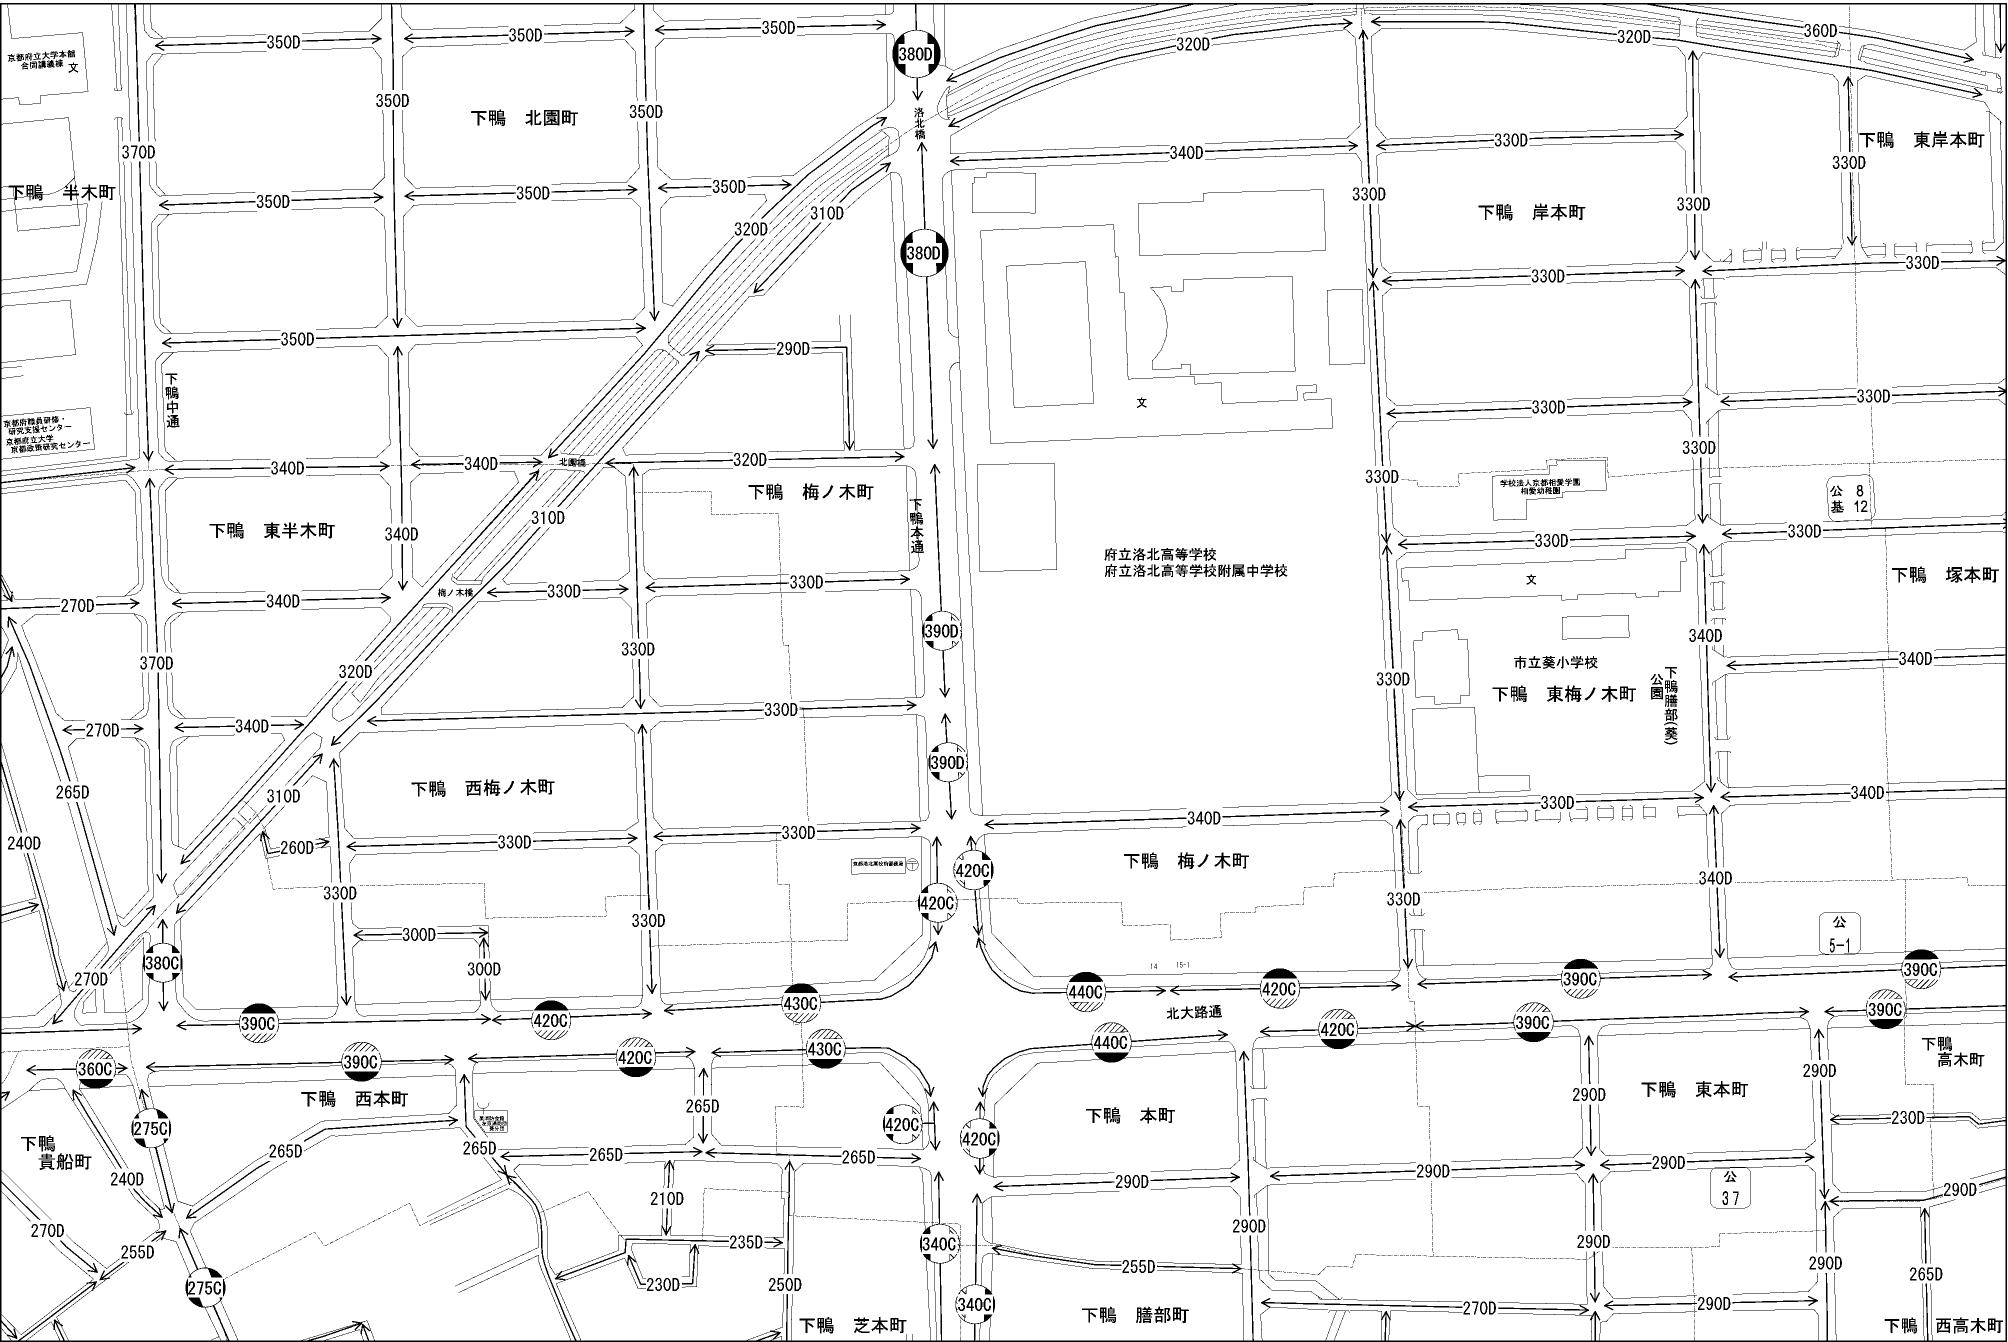 350D
350D
350D
380D
320D
320D
360D
京都府立大学本館
合同講義棟
文
350D
350D
下鴨 北園町
洛北橋
370D
340D
330D
330D
下鴨 東岸本町
下鴨 半木町
350D
350D
350D
320D
310D
330D
330D
下鴨 岸本町
380D
330D
330D
350D
290D
下鴨中通
文
330D
330D
京都府職員研修・
研究支援センター
京都府立大学
京都政策研究センター
340D
340D
北園橋
320D
330D
330D
下鴨 梅ノ木町
学校法人京都相愛学園
相愛幼稚園
公 8
基 12
下鴨 東半木町
340D
310D
下鴨本通
330D
330D
府立洛北高等学校
府立洛北高等学校附属中学校
文
下鴨 塚本町
270D
340D
梅ノ木橋
330D
330D
390D
370D
320D
330D
330D
市立葵小学校
下鴨 東梅ノ木町
下鴨膳部(葵)
公園
340D
340D
270D
340D
330D
390D
265D
310D
下鴨 西梅ノ木町
340D
330D
340D
240D
260D
330D
330D
下鴨 梅ノ木町
420C
420C
330D
330D
330D
340D
300D
公
5-1
380C
270D
300D
14
15-1
390C
420C
430C
440C
420C
390C
390C
北大路通
360C
390C
420C
430C
440C
420C
390C
390C
下鴨
高木町
下鴨 西本町
265D
290D
下鴨 東本町
290D
275C
420C
420C
下鴨 本町
230D
下鴨
貴船町
265D
265D
265D
265D
240D
210D
290D
290D
290D
公
37
290D
270D
255D
235D
340C
290D
290D
290D
275C
230D
250D
255D
265D
340C
270D
290D
下鴨 芝本町
下鴨 膳部町
下鴨 西高木町